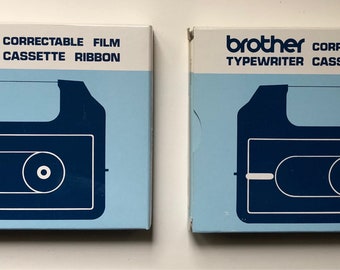 CORRECTABLE FILM
CASSETTE RIBBON
brother CORR
TYPEWRITER CASS